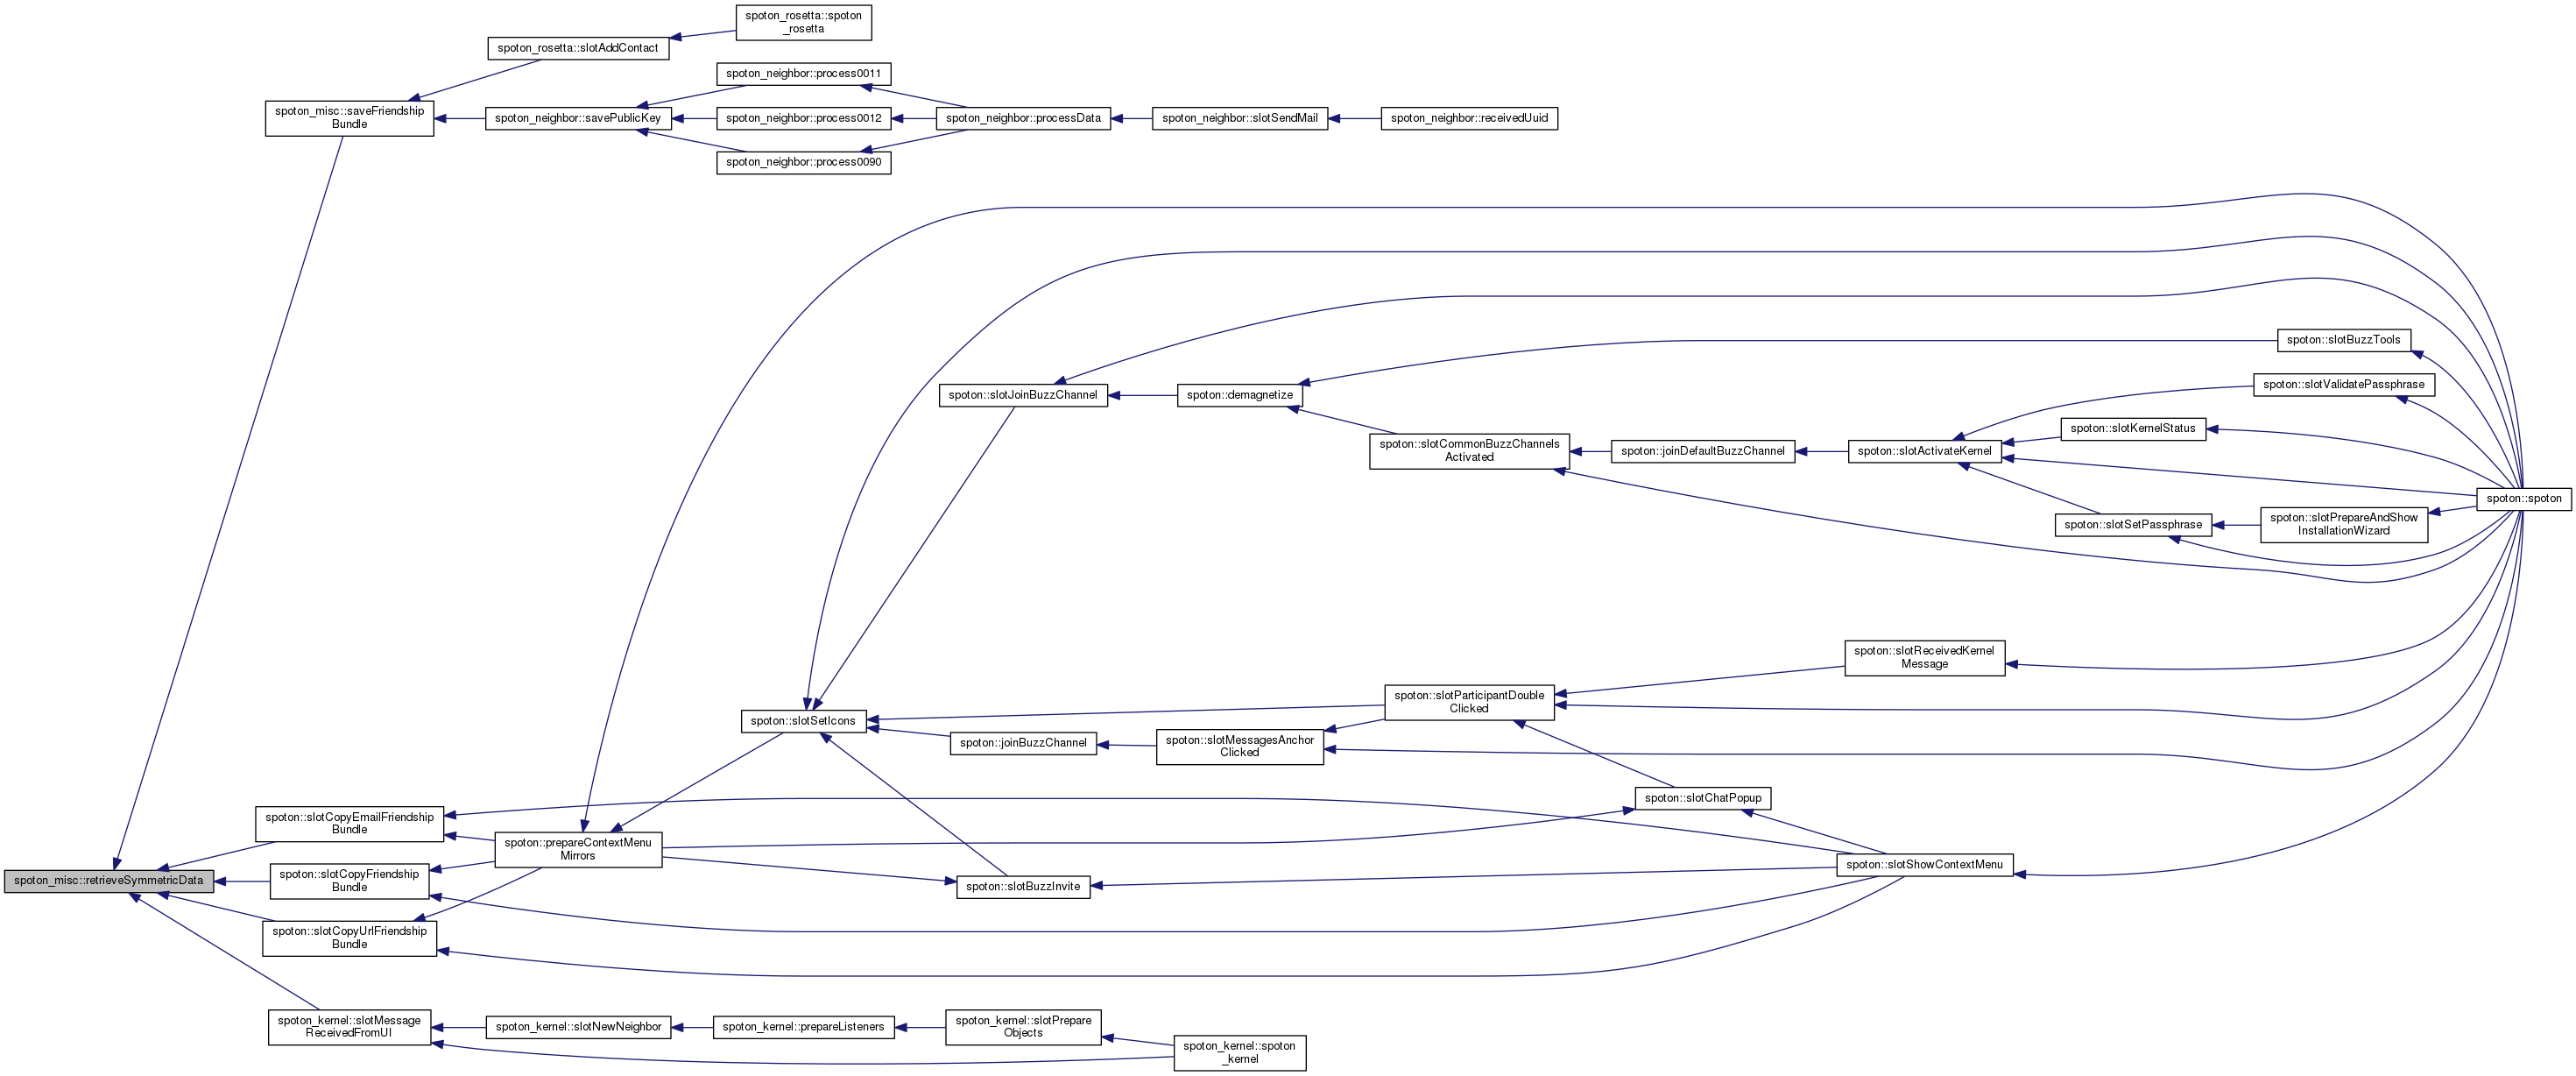 spoton_rosetta::spoton
_rosetta
spoton_rosetta::slotAddContact
spoton_neighbor::process0011
spoton_misc::saveFriendship
Bundle
spoton_neighbor::savePublicKey
spoton_neighbor::process0012
spoton_neighbor::processData
spoton_neighbor::slotSendMail
spoton_neighbor::receivedUuid
spoton_neighbor::process0090
spoton::slotBuzzTools
spoton::slotValidatePassphrase
spoton::slotJoinBuzzChannel
spoton::demagnetize
spoton::slotKernelStatus
spoton::slotCommonBuzzChannels
Activated
spoton::joinDefaultBuzzChannel
spoton::slotActivateKernel
spoton::spoton
spoton::slotSetPassphrase
spoton::slotPrepareAndShow
InstallationWizard
spoton::slotReceivedKernel
Message
spoton::slotParticipantDouble
Clicked
spoton::slotSetIcons
spoton::joinBuzzChannel
spoton::slotMessagesAnchor
Clicked
spoton::slotChatPopup
spoton::slotCopyEmailFriendship
Bundle
spoton::prepareContextMenu
Mirrors
spoton::slotShowContextMenu
spoton_misc::retrieveSymmetricData
spoton::slotCopyFriendship
Bundle
spoton::slotBuzzInvite
spoton::slotCopyUrlFriendship
Bundle
spoton_kernel::slotMessage
ReceivedFromUI
spoton_kernel::slotNewNeighbor
spoton_kernel::prepareListeners
spoton_kernel::slotPrepare
Objects
spoton_kernel::spoton
_kernel